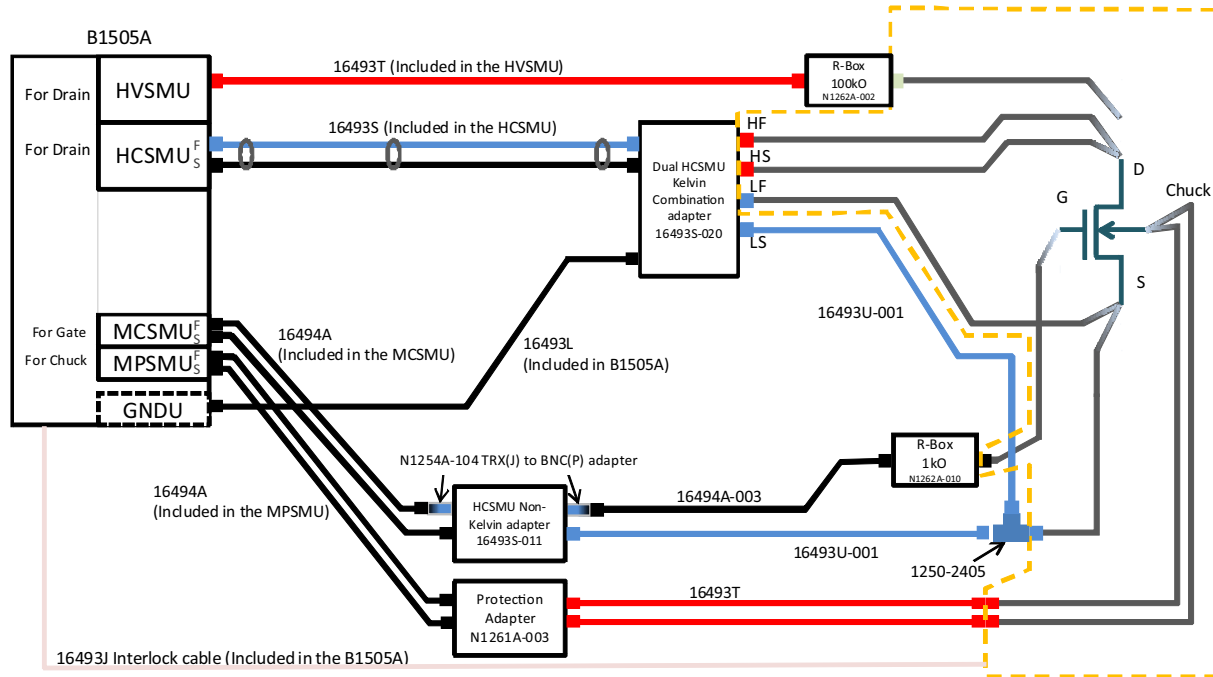 B1505A
For Drain
HVSMU
16493T (Included in the HVSMU)
R-Box
100kO
N1262A-002
For Drain
HCSMU
F
S
16493S (Included in the HCSMU)
Dual HCSMU
Kelvin
Combination
adapter
16493S-020
HF
HS
LF
LS
D
G
S
Chuck
16493U-001
For Gate
MCSMU
F
S
For Chuck
MPSMU
F
S
GNDU
16494A
(Included in the MCSMU)
16493L
(Included in B1505A)
N1254A-104 TRX(J) to BNC(P) adapter
R-Box
1kO
N1262A-010
16494A
(Included in the MPSMU)
HCSMU Non-
Kelvin adapter
16493S-011
16494A-003
16493U-001
1250-2405
Protection
Adapter
N1261A-003
16493T
16493J Interlock cable (Included in the B1505A)